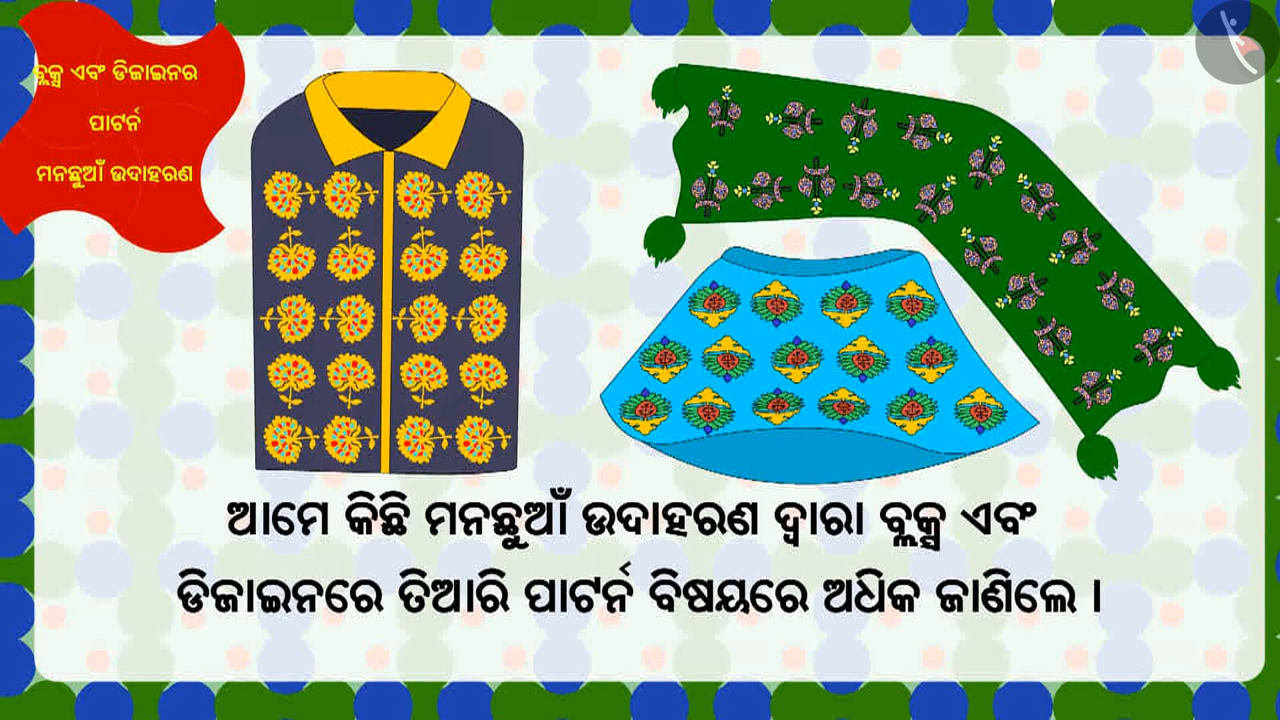 ବ୍ଲକ୍ସ ଏବଂ ଡିଜାଇନର
ପାଟର୍ନ
ମନଛୁଆଁ ଉଦାହରଣ
ଆମେ କିଛି ମନଛୁଆଁ ଉଦାହରଣ ଦ୍ୱାରା ବ୍ଲକ୍ସ ଏବଂ
ଡିଜାଇନରେ ତିଆରି ପାଟର୍ନ ବିଷୟରେ ଅଧିକ ଜାଣିଲେ ।